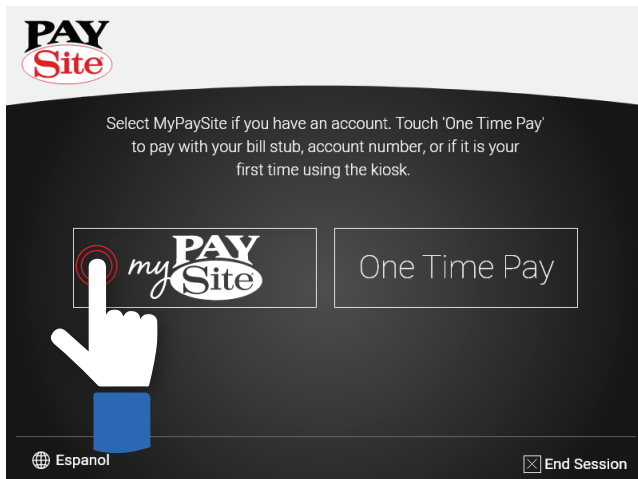 PAY
Site
Select MyPaySite if you have an account. Touch 'One Time Pay'
to pay with your bill stub, account number, or if it is your
first time using the kiosk.
my PAY
Site
One Time Pay
Espanol
End Session